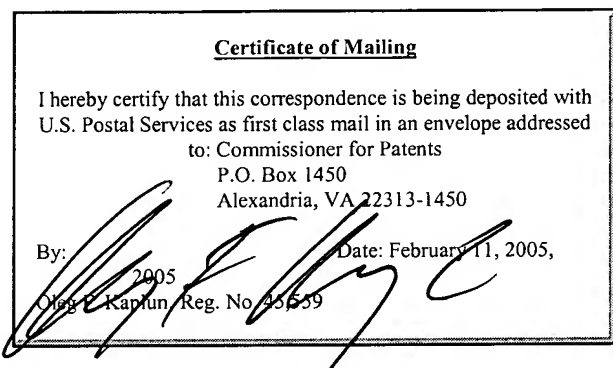 Certificate of Mailing
I hereby certify that this correspondence is being deposited with
U.S. Postal Services as first class mail in an envelope addressed
to: Commissioner for Patents
P.O. Box 1450
Alexandria, VA 22313-1450
By: Date: February 11, 2005,
2005
Oleg F. Kaplun, Reg. No. 45,559